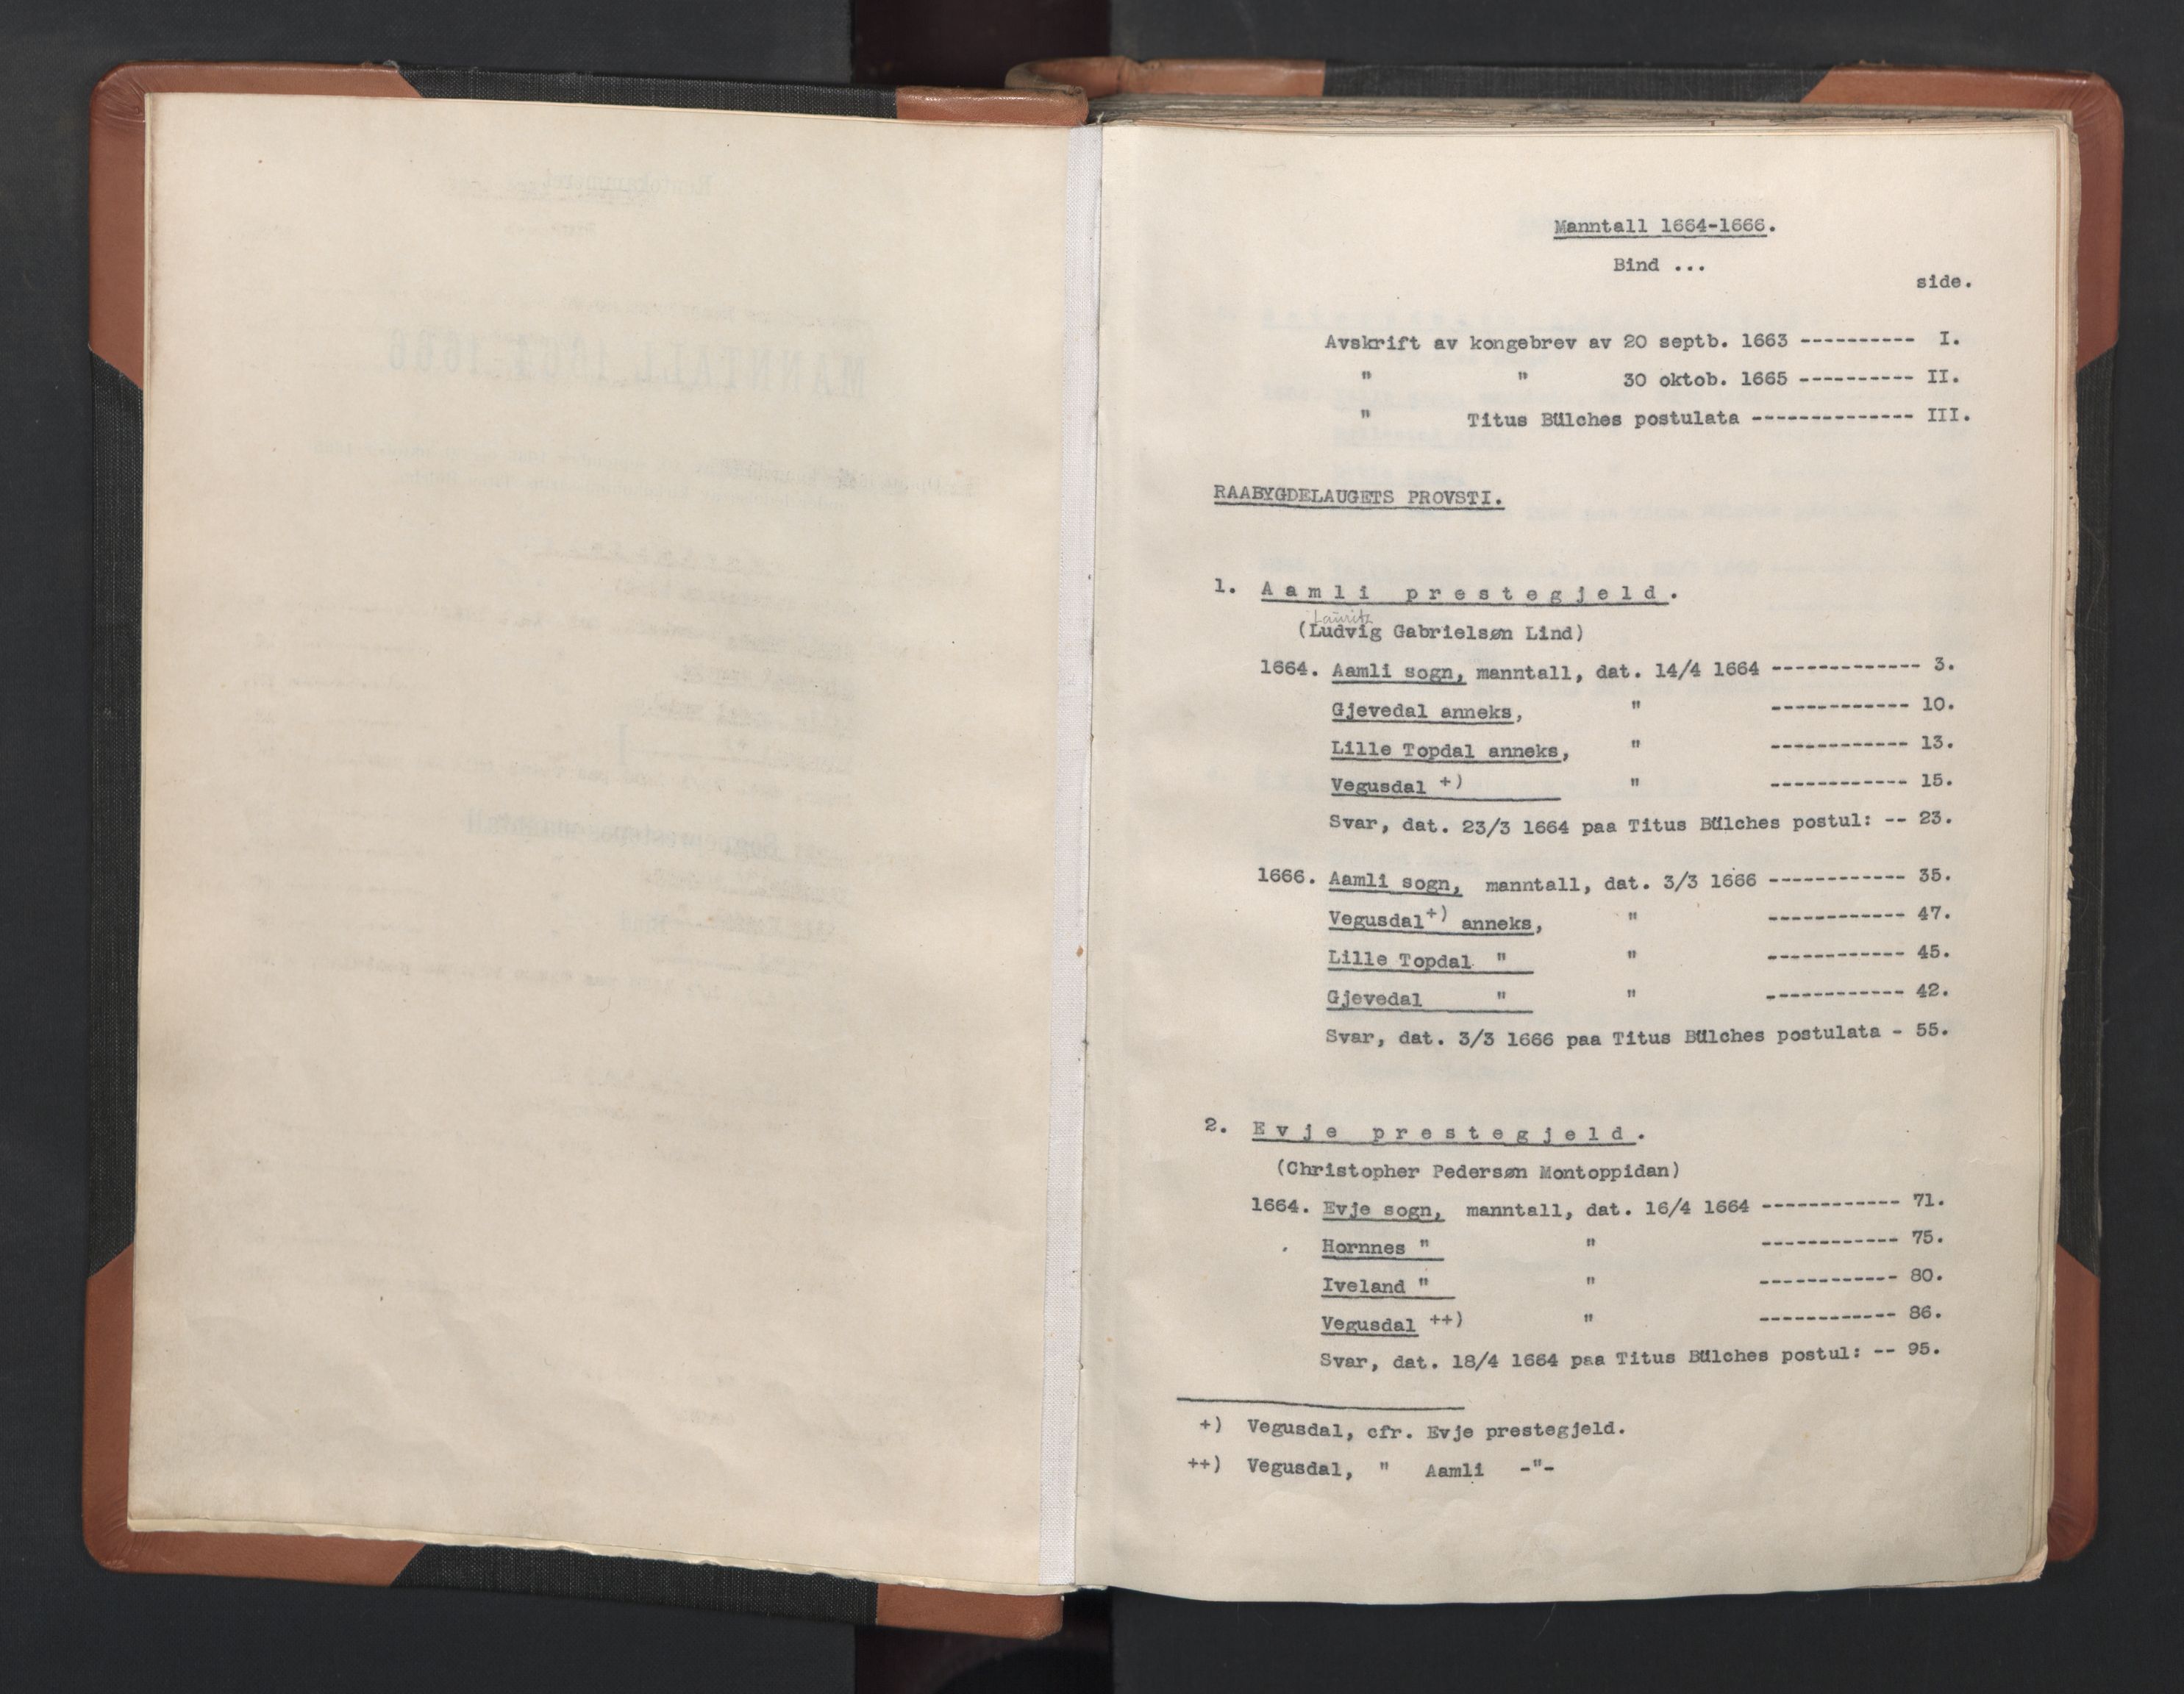 Manntall 1664-1666.
Bind ...
side.
Avskrift av kongebrev av 20 septb. 1663 ---------- I.
" " 30 oktob. 1665 ---------- II.
" Titus Bülches postulata -------------- III.
RAABYGDELAUGETS PROVSTI.
1. Aamli prestegjeld.
Lauritz
(Ludvig Gabrielsøn Lind)
1664. Aamli sogn, manntall, dat. 14/4 1664 ------------- 3.
Gjevedal anneks, " ------------ 10.
Lille Topdal anneks, " ------------ 13.
Vegusdal +) " ------------ 15.
Svar, dat. 23/3 1664 paa Titus Bülches postul: -- 23.
1666. Aamli sogn, manntall, dat. 3/3 1666 ------------ 35.
Vegusdal+) anneks, " ------------ 47.
Lille Topdal " " ------------ 45.
Gjevedal " " ------------ 42.
Svar, dat. 3/3 1666 paa Titus Bülches postulata - 55.
2. Evje prestegjeld.
(Christopher Pedersøn Montoppidan)
1664. Evje sogn, manntall, dat. 16/4 1664 ------------ 71.
Hornnes " " ------------ 75.
Iveland " " ------------ 80.
Vegusdal ++) " ------------ 86.
Svar, dat. 18/4 1664 paa Titus Bülches postul: -- 95.
+) Vegusdal, cfr. Evje prestegjeld.
++) Vegusdal, " Aamli -"-